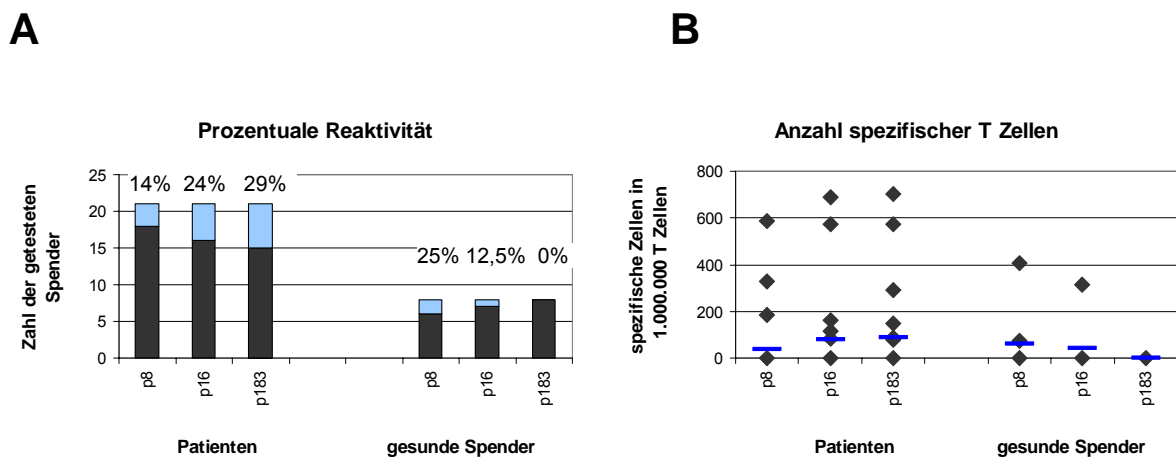 A
B
Prozentuale Reaktivität
Zahl der getesteten
Spender
25
20
15
10
5
0
14% 24% 29%
25% 12,5% 0%
p8
p16
p183
p8
p16
p183
Patienten
gesunde Spender
Anzahl spezifischer T Zellen
spezifische Zellen in
1.000.000 T Zellen
800
600
400
200
0
p8
p16
p183
p8
p16
p183
Patienten
gesunde Spender